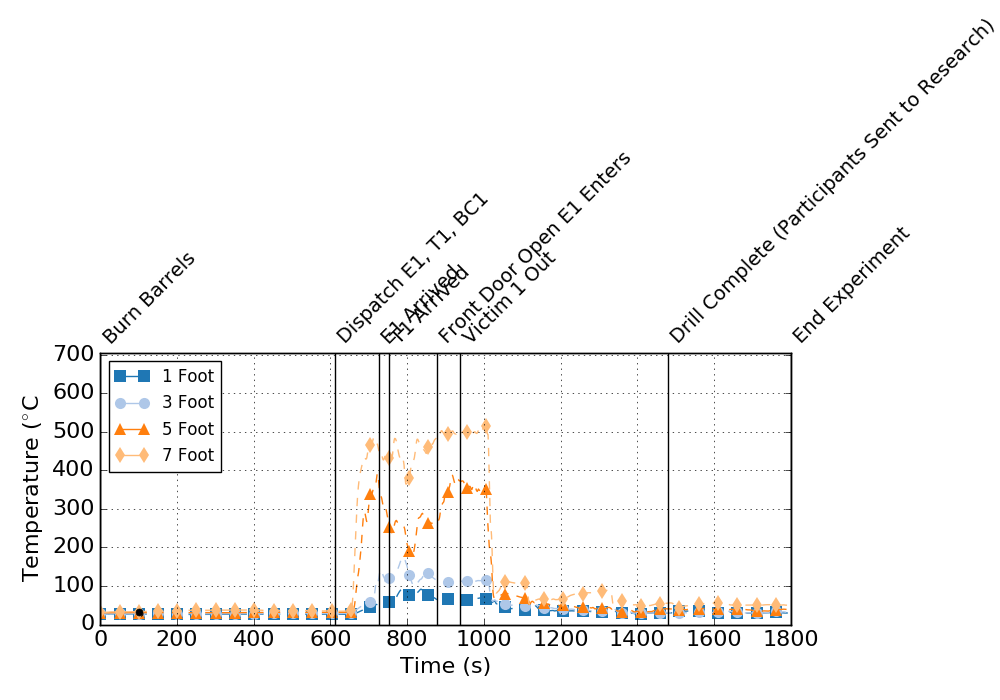 Burn Barrels
Dispatch E1, T1, BC1
E1 Arrived
T1 Arrived
Front Door Open E1 Enters
Victim 1 Out
Drill Complete (Participants Sent to Research)
End Experiment
700
600
500
400
300
200
100
0
Temperature (°C
1 Foot
3 Foot
5 Foot
7 Foot
0 200 400 600 800 1000 1200 1400 1600 1800
Time (s)